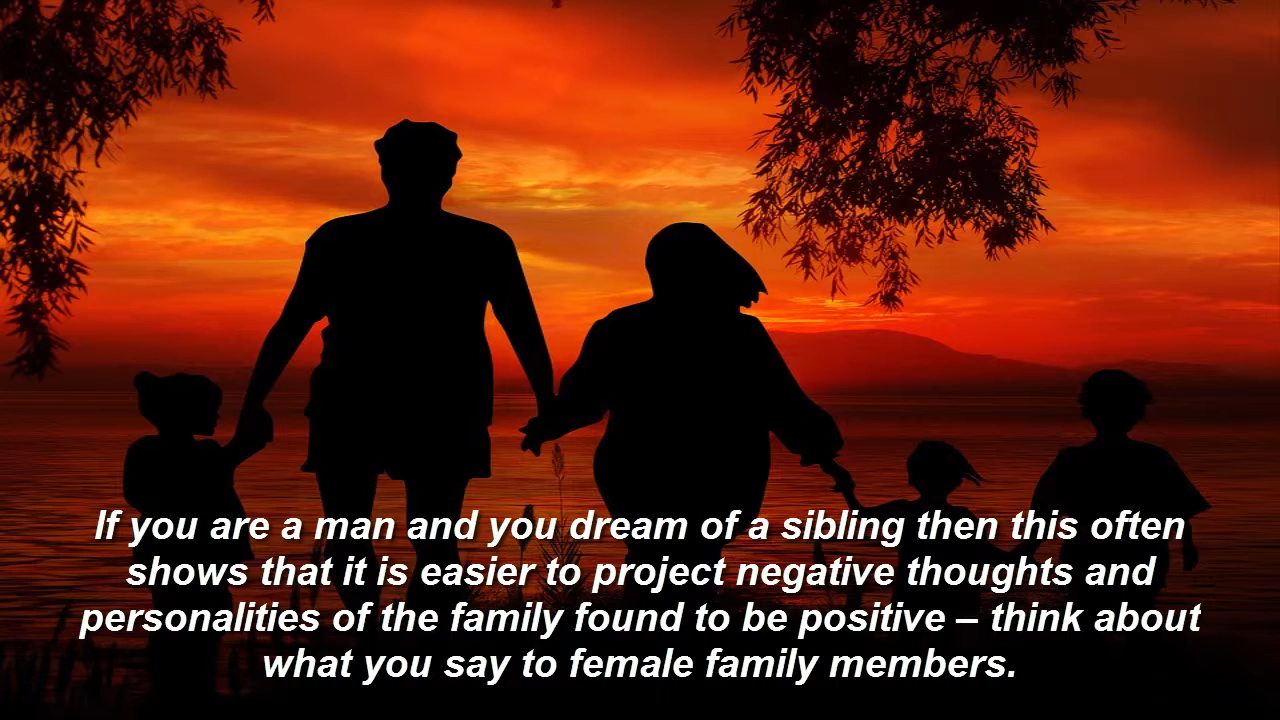 If you are a man and you dream of a sibling then this often
shows that it is easier to project negative thoughts and
personalities of the family found to be positive – think about
what you say to female family members.